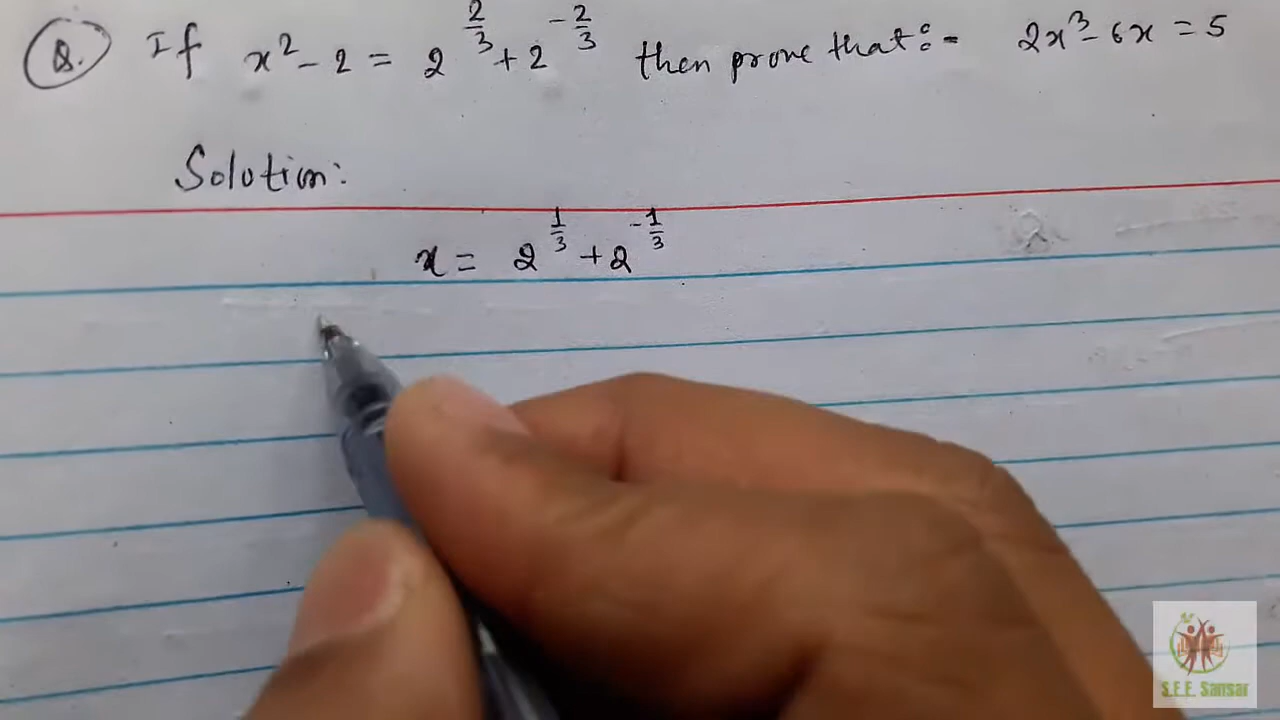 Q. If x² - 2 = 2^(2/3) + 2^(-2/3) then prove that :- 2x³ - 6x = 5
Solution:
x = 2^(1/3) + 2^(-1/3)
S.E.E. Sansar